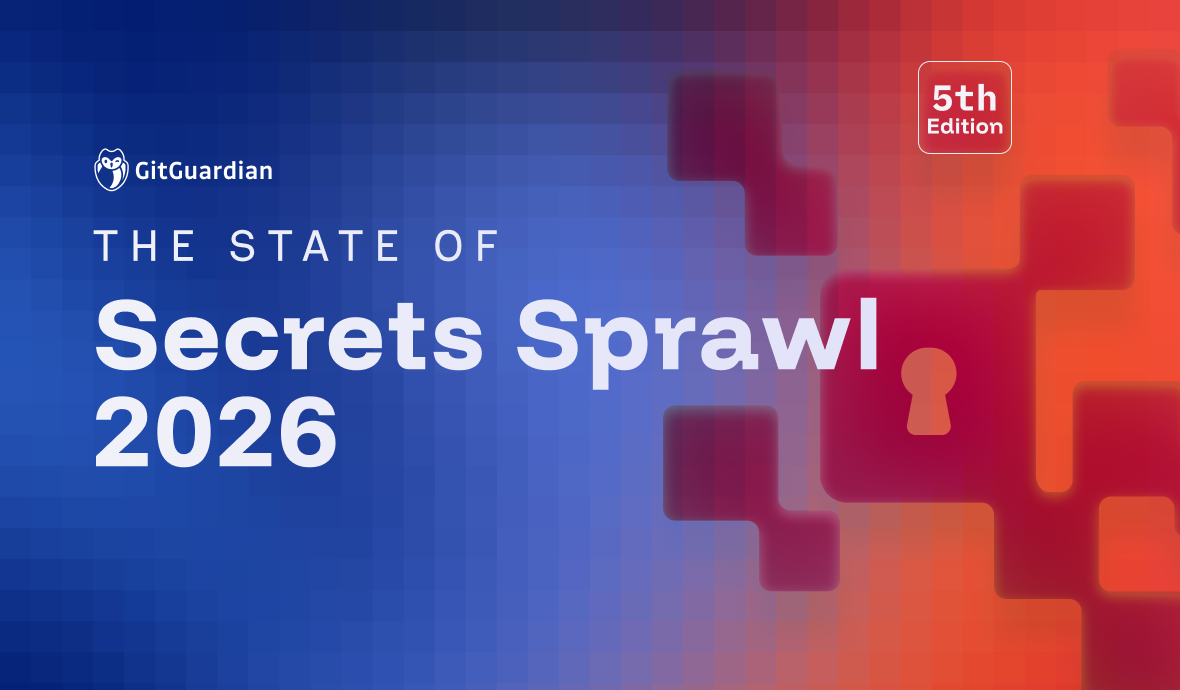 5th
Edition
GitGuardian
THE STATE OF
Secrets Sprawl
2026